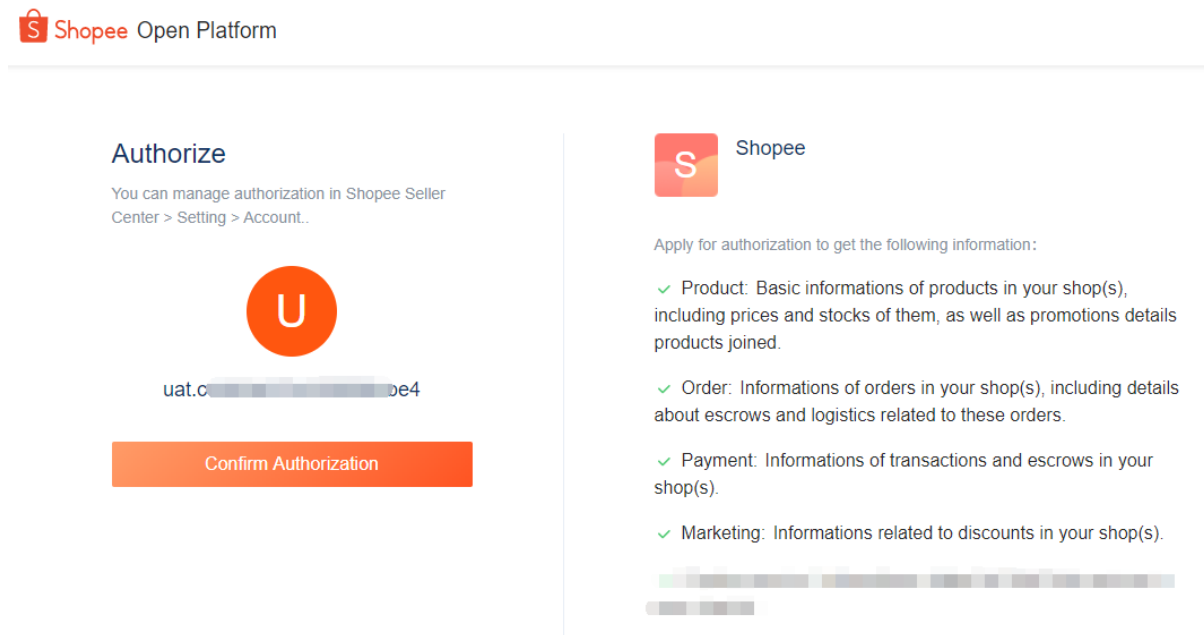 S Shopee Open Platform
Authorize
You can manage authorization in Shopee Seller
Center > Setting > Account..
U
uat.c be4
Confirm Authorization
S
Shopee
Apply for authorization to get the following information:
✓ Product: Basic informations of products in your shop(s),
including prices and stocks of them, as well as promotions details
products joined.
✓ Order: Informations of orders in your shop(s), including details
about escrows and logistics related to these orders.
✓ Payment: Informations of transactions and escrows in your
shop(s).
✓ Marketing: Informations related to discounts in your shop(s).